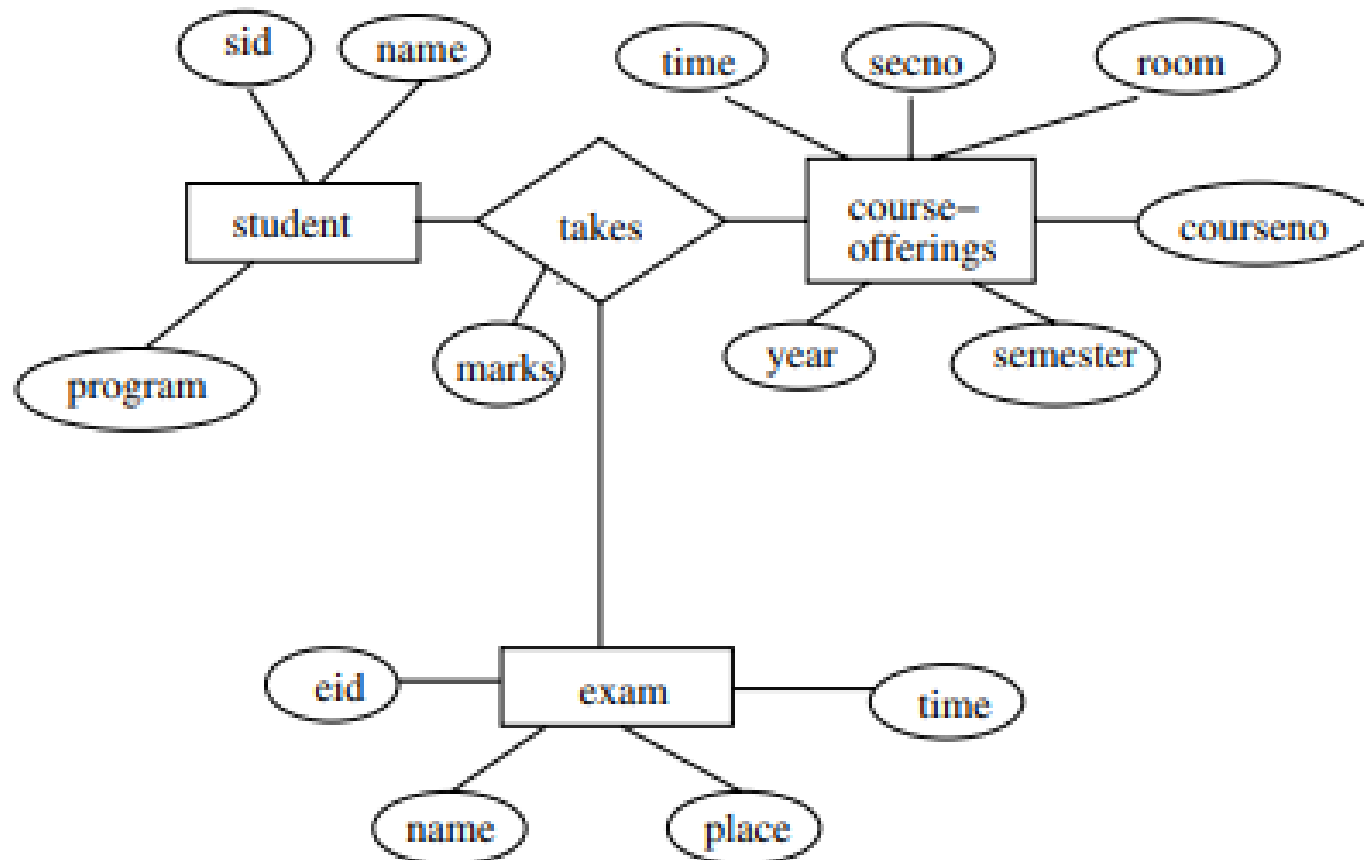 sid
name
time
secno
room
student
takes
course–
offerings
courseno
program
marks
year
semester
eid
exam
time
name
place